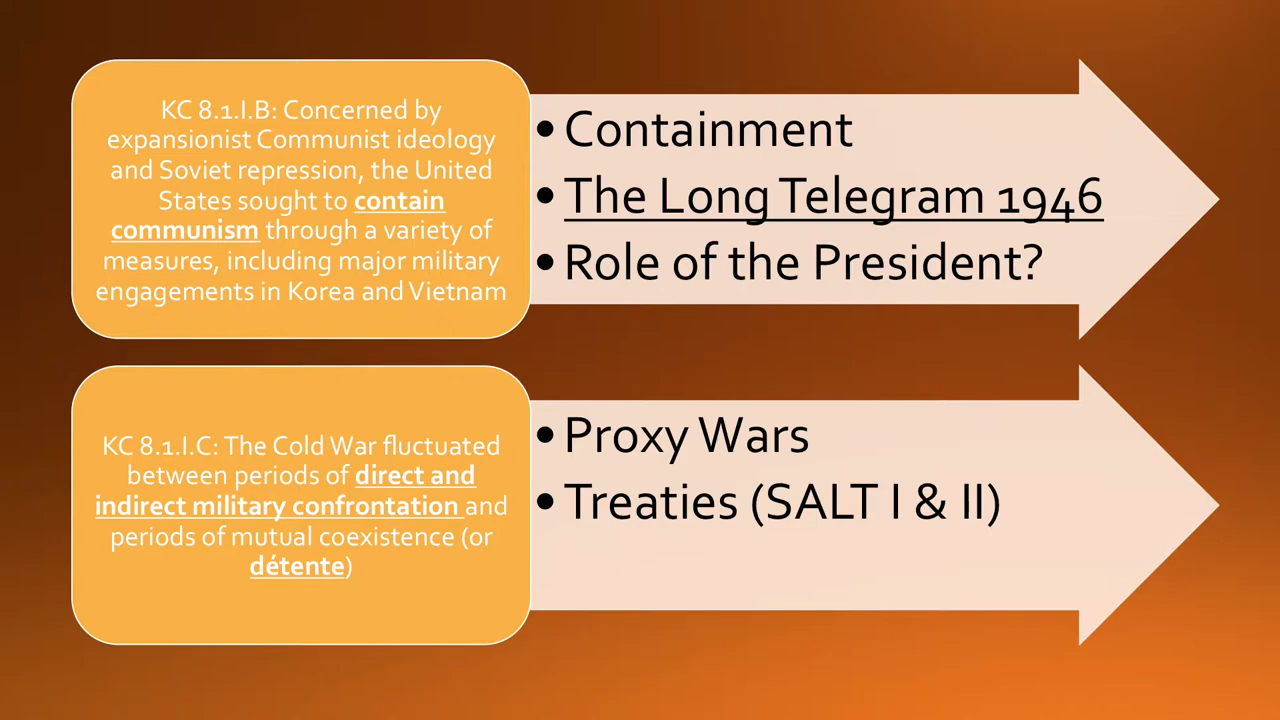 KC 8.1.I.B: Concerned by
expansionist Communist ideology
and Soviet repression, the United
States sought to contain
communism through a variety of
measures, including major military
engagements in Korea and Vietnam
• Containment
• The Long Telegram 1946
• Role of the President?
KC 8.1.I.C: The Cold War fluctuated
between periods of direct and
indirect military confrontation and
periods of mutual coexistence (or
détente)
• Proxy Wars
• Treaties (SALT I & II)